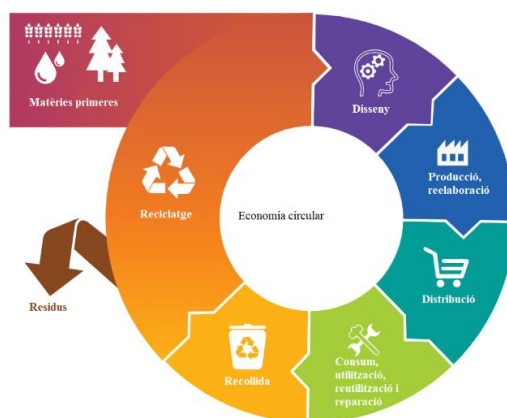 Matèries primeres
Disseny
Producció,
reelaboració
Reciclatge
Economia circular
Distribució
Residus
Recollida
Consum,
utilització,
reutilització i
reparació